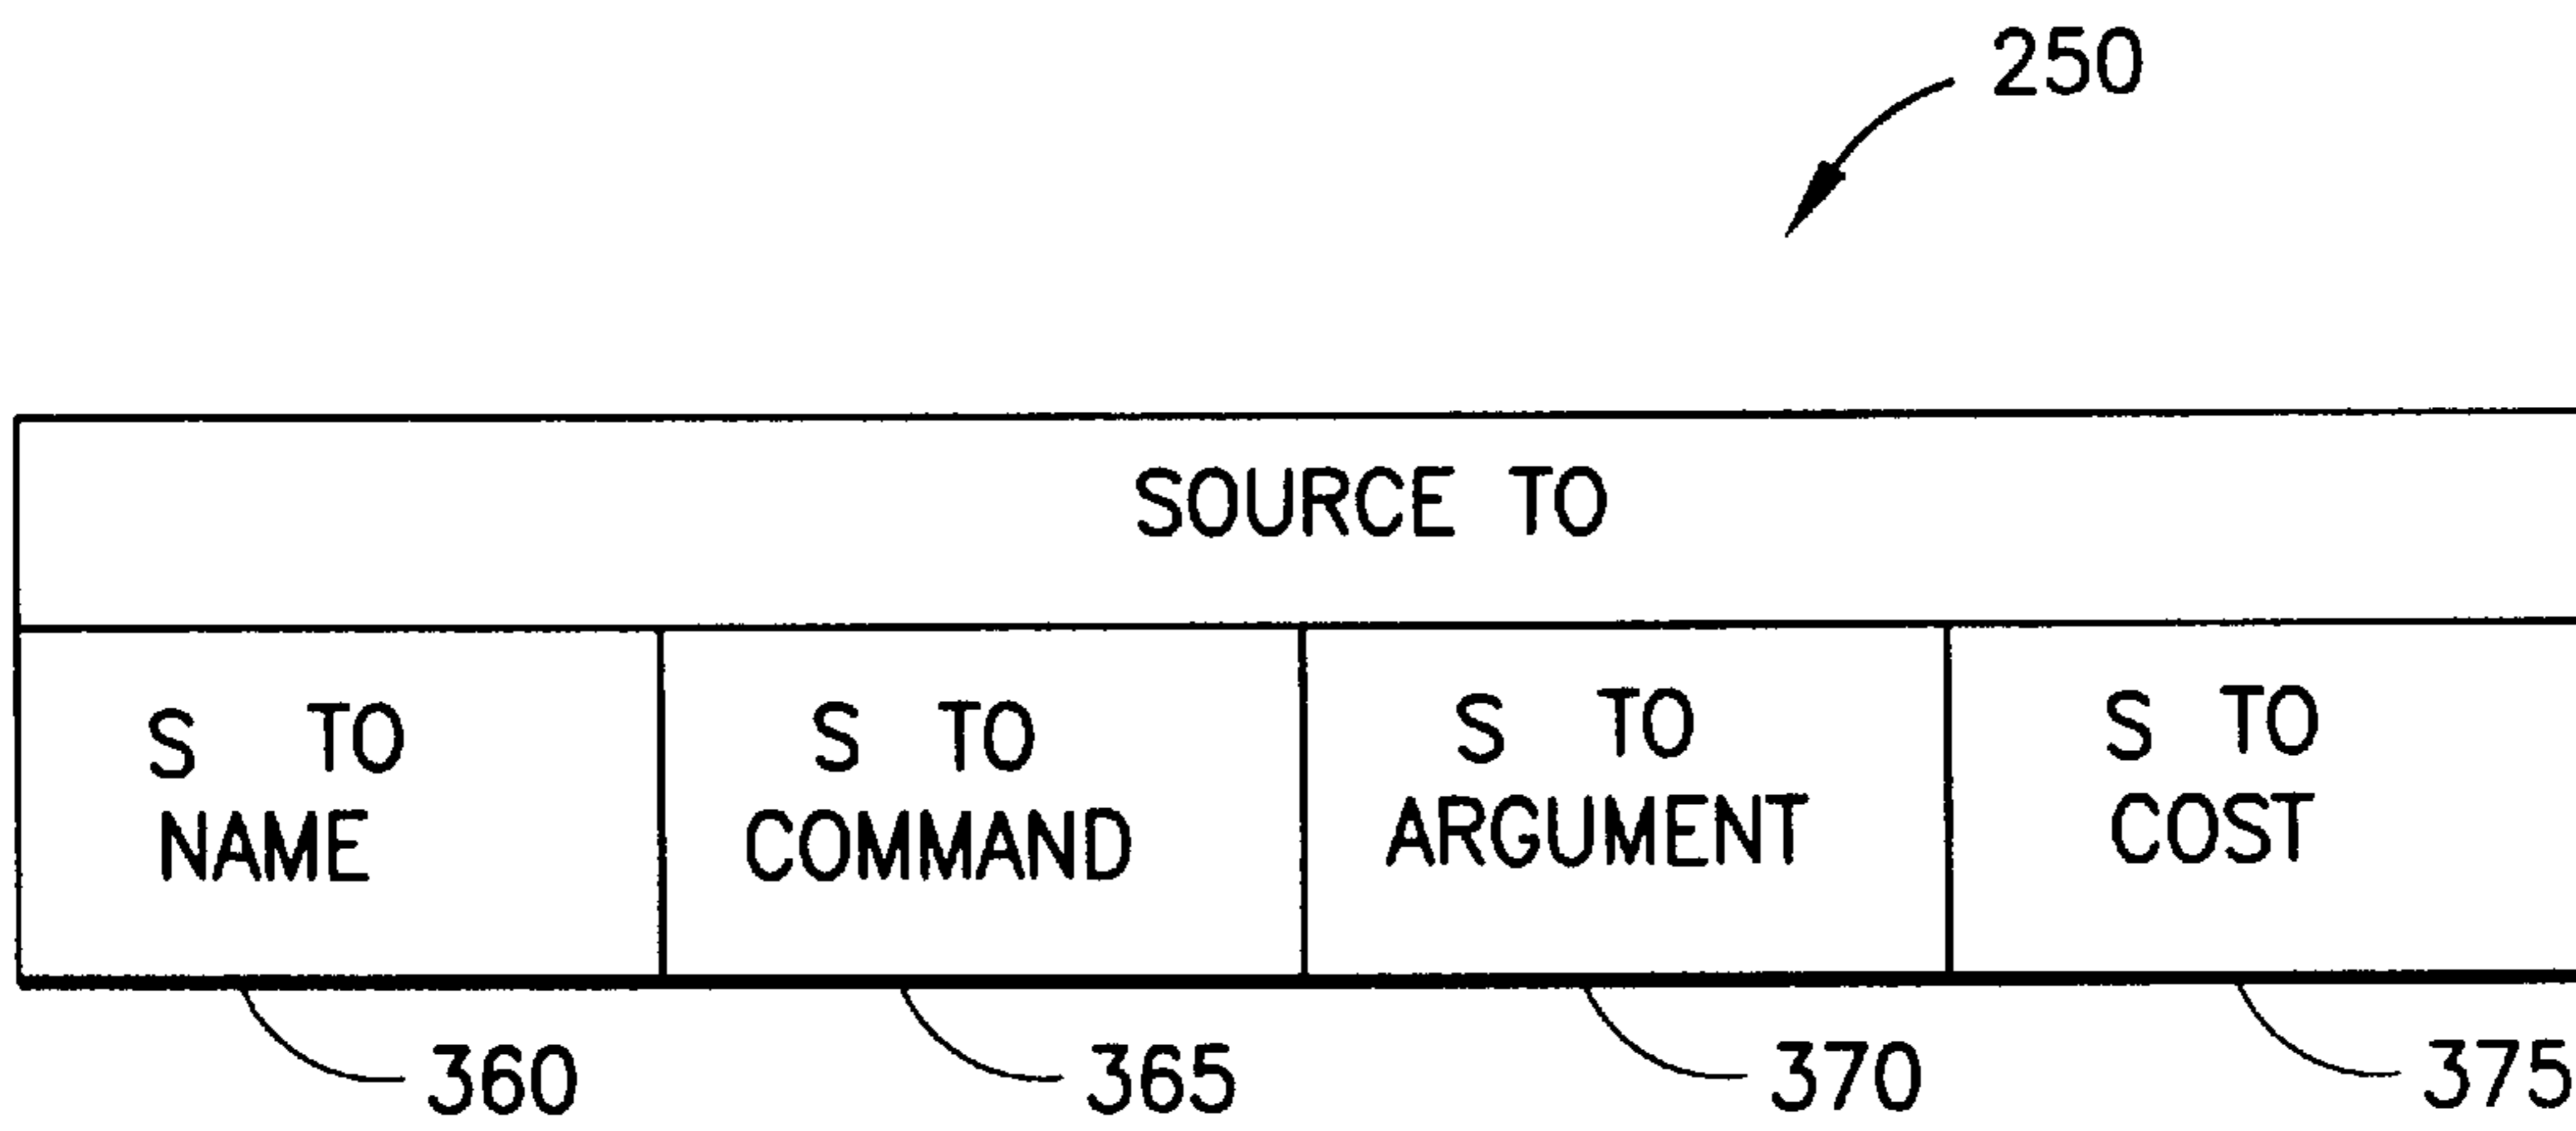 250
SOURCE TO
S TO NAME
S TO COMMAND
S TO ARGUMENT
S TO COST
360 365 370 375